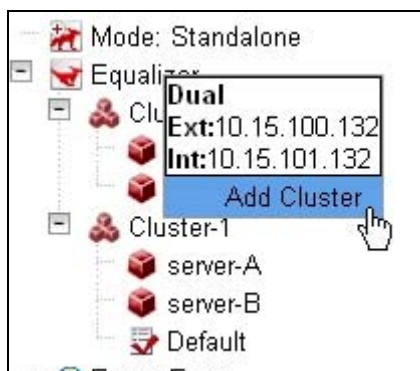 Mode: Standalone
Equalizer
Dual
Clu
Ext:10.15.100.132
Int:10.15.101.132
Add Cluster
Cluster-1
server-A
server-B
Default